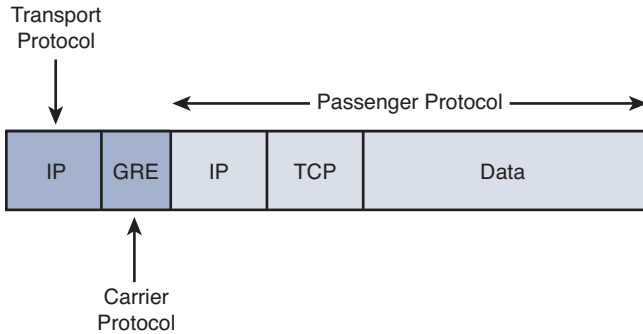 Transport
Protocol
Passenger Protocol
IP
GRE
IP
TCP
Data
Carrier
Protocol